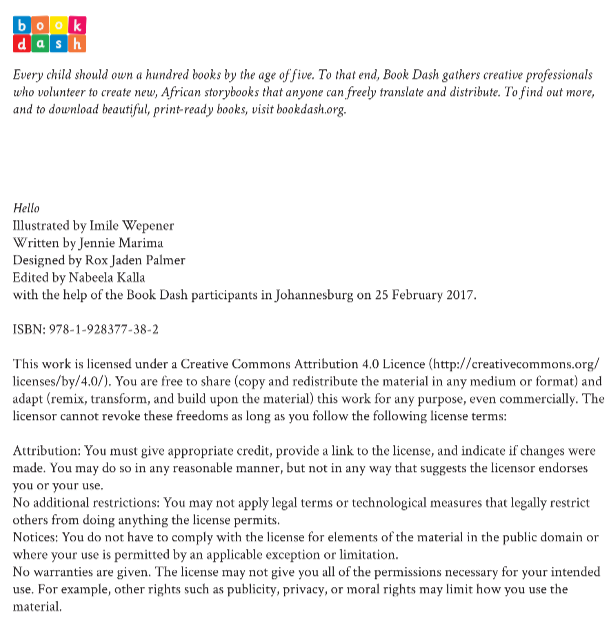 book
dash
Every child should own a hundred books by the age of five. To that end, Book Dash gathers creative professionals
who volunteer to create new, African storybooks that anyone can freely translate and distribute. To find out more,
and to download beautiful, print-ready books, visit bookdash.org.
Hello
Illustrated by Imile Wepener
Written by Jennie Marima
Designed by Rox Jaden Palmer
Edited by Nabeela Kalla
with the help of the Book Dash participants in Johannesburg on 25 February 2017.
ISBN: 978-1-928377-38-2
This work is licensed under a Creative Commons Attribution 4.0 Licence (http://creativecommons.org/
licenses/by/4.0/). You are free to share (copy and redistribute the material in any medium or format) and
adapt (remix, transform, and build upon the material) this work for any purpose, even commercially. The
licensor cannot revoke these freedoms as long as you follow the following license terms:
Attribution: You must give appropriate credit, provide a link to the license, and indicate if changes were
made. You may do so in any reasonable manner, but not in any way that suggests the licensor endorses
you or your use.
No additional restrictions: You may not apply legal terms or technological measures that legally restrict
others from doing anything the license permits.
Notices: You do not have to comply with the license for elements of the material in the public domain or
where your use is permitted by an applicable exception or limitation.
No warranties are given. The license may not give you all of the permissions necessary for your intended
use. For example, other rights such as publicity, privacy, or moral rights may limit how you use the
material.